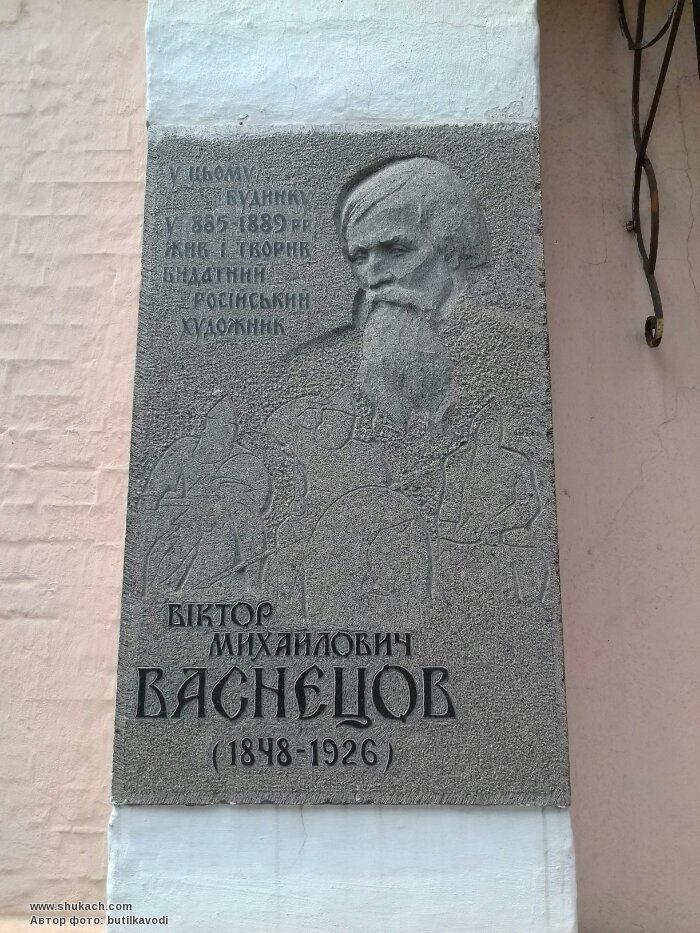 У ЦЬОМУ
БУДИНКУ
У 885-1889 РР
ЖИВ І ТВОРИВ
ВИДАТНИЙ
РОСІЙСЬКИЙ
ХУДОЖНИК
ВІКТОР
МИХАЙЛОВИЧ
ВАСНЕЦОВ
(1848-1926)
www.shukach.com
Автор фото: butilkavodi